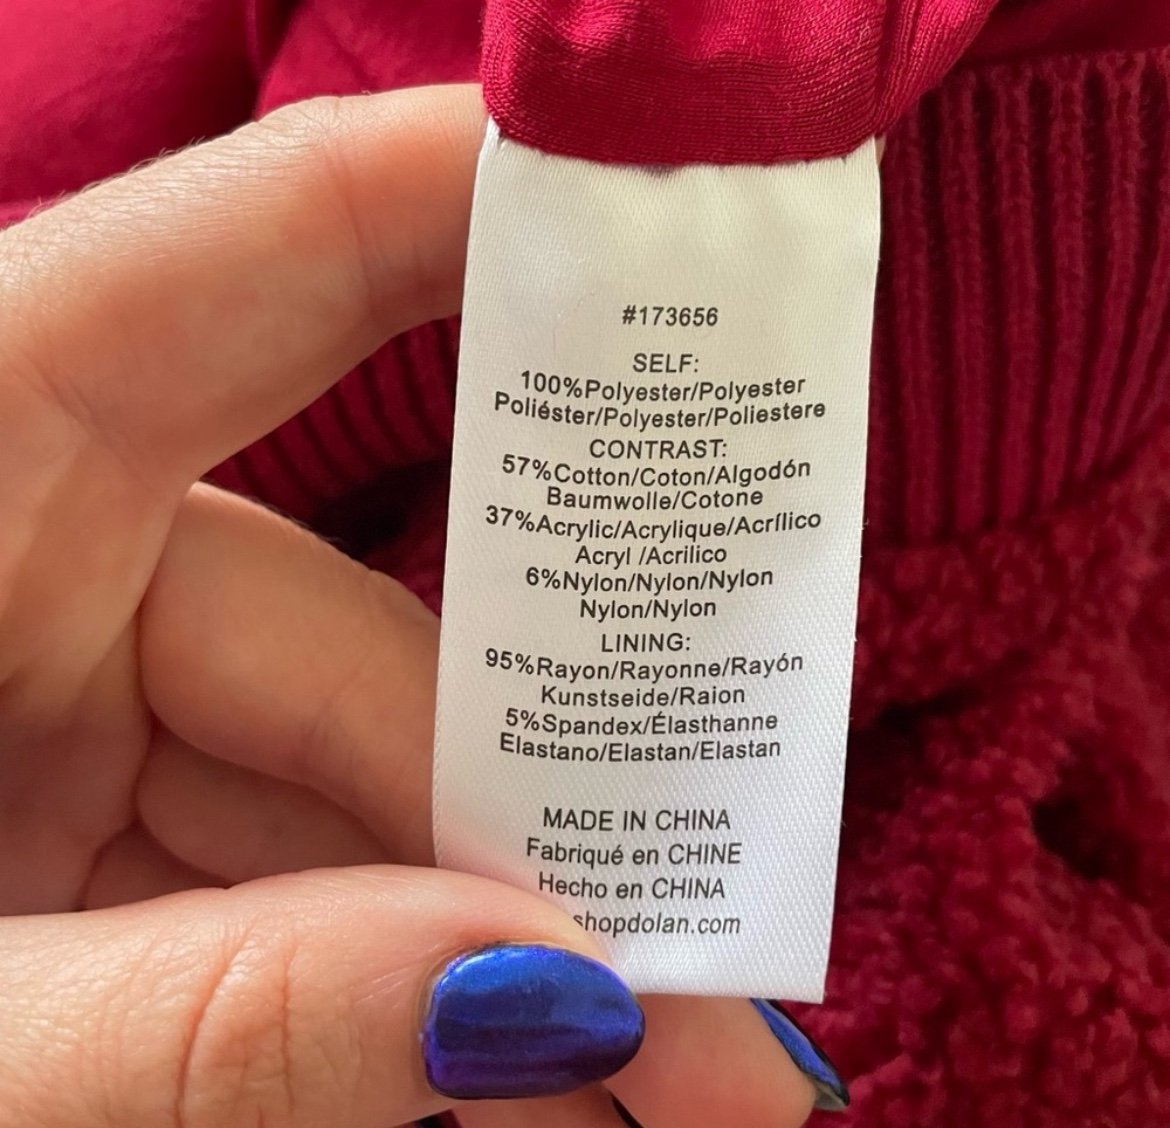 #173656
SELF:
100%Polyester/Polyester
Poliéster/Polyester/Poliestere
CONTRAST:
57%Cotton/Coton/Algodón
Baumwolle/Cotone
37%Acrylic/Acrylique/Acrílico
Acryl /Acrilico
6%Nylon/Nylon/Nylon
Nylon/Nylon
LINING:
95%Rayon/Rayonne/Rayón
Kunstseide/Raion
5%Spandex/Élasthanne
Elastano/Elastan/Elastan
MADE IN CHINA
Fabriqué en CHINE
Hecho en CHINA
shopdolan.com